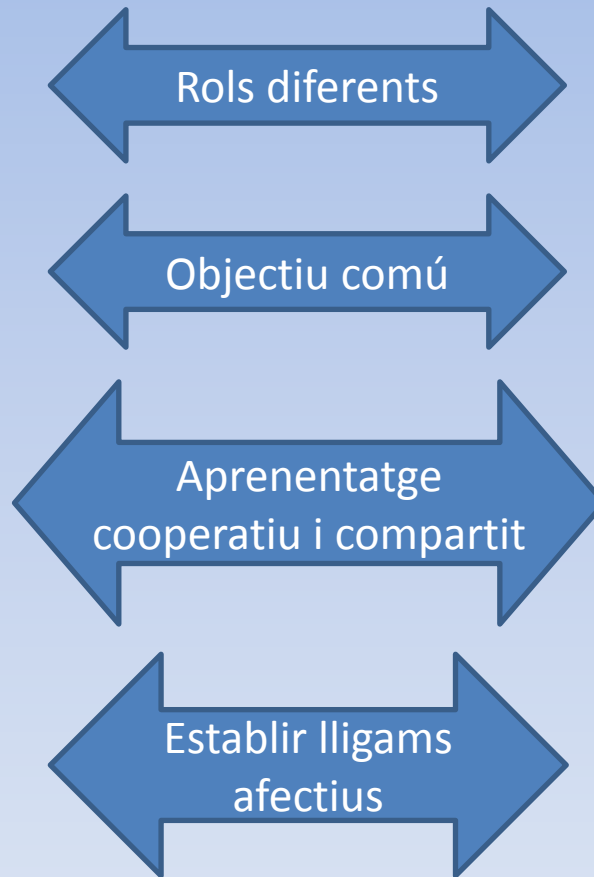 Rols diferents
Objectiu comú
Aprenentatge
cooperatiu i compartit
Establir lligams
afectius